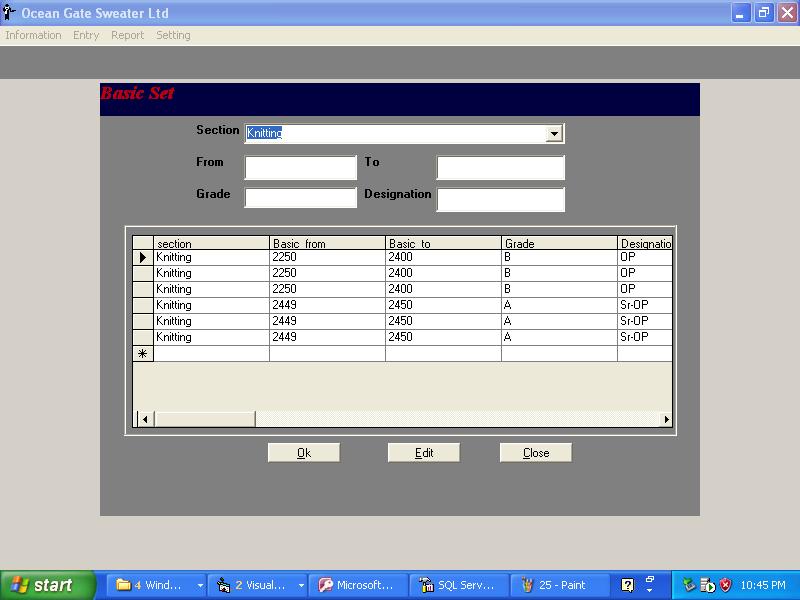 Ocean Gate Sweater Ltd
Information Entry Report Setting
Basic Set
Section Knitting
From To
Grade Designation
section Basic_from Basic_to Grade Designatio
Knitting 2250 2400 B OP
Knitting 2250 2400 B OP
Knitting 2250 2400 B OP
Knitting 2449 2450 A Sr-OP
Knitting 2449 2450 A Sr-OP
Knitting 2449 2450 A Sr-OP
Ok Edit Close
start 4 Wind... 2 Visual... Microsoft... SQL Serv... 25 - Paint 10:45 PM